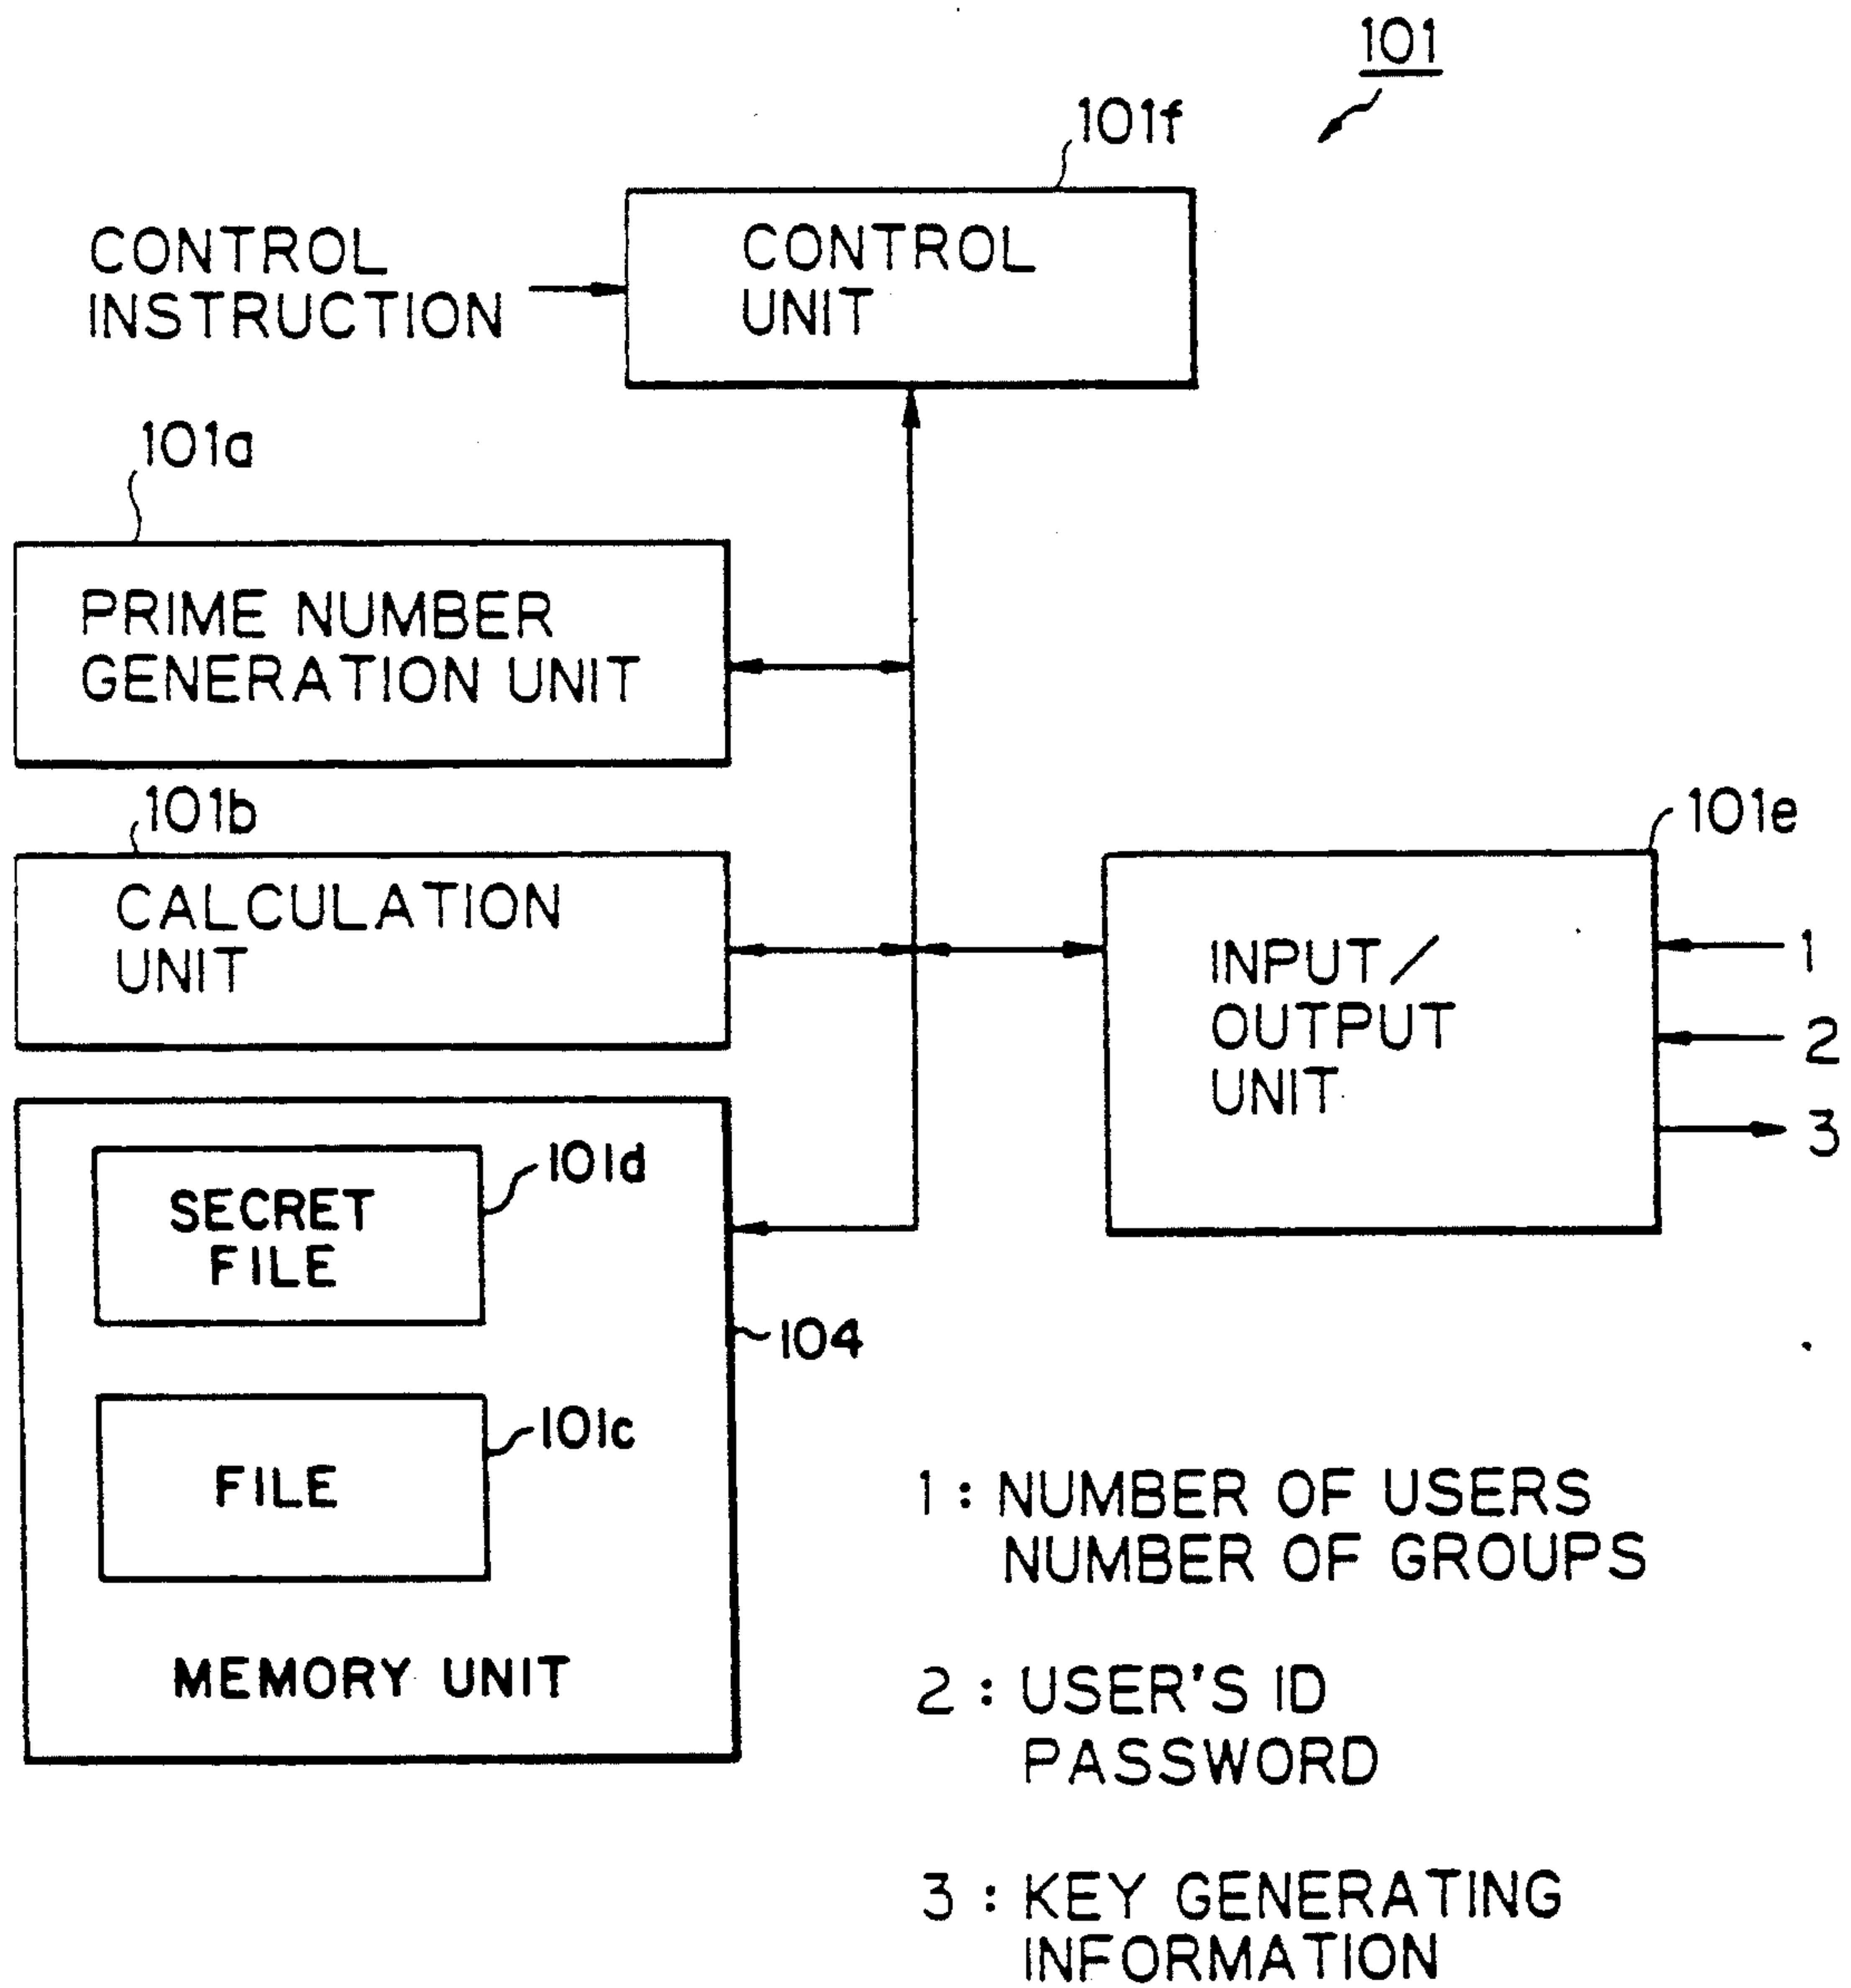 101
101f
CONTROL
INSTRUCTION
CONTROL
UNIT
101a
PRIME NUMBER
GENERATION UNIT
101b
CALCULATION
UNIT
101e
INPUT/
OUTPUT
UNIT
1
2
3
101d
SECRET
FILE
104
101c
FILE
MEMORY UNIT
1 : NUMBER OF USERS
NUMBER OF GROUPS
2 : USER'S ID
PASSWORD
3 : KEY GENERATING
INFORMATION